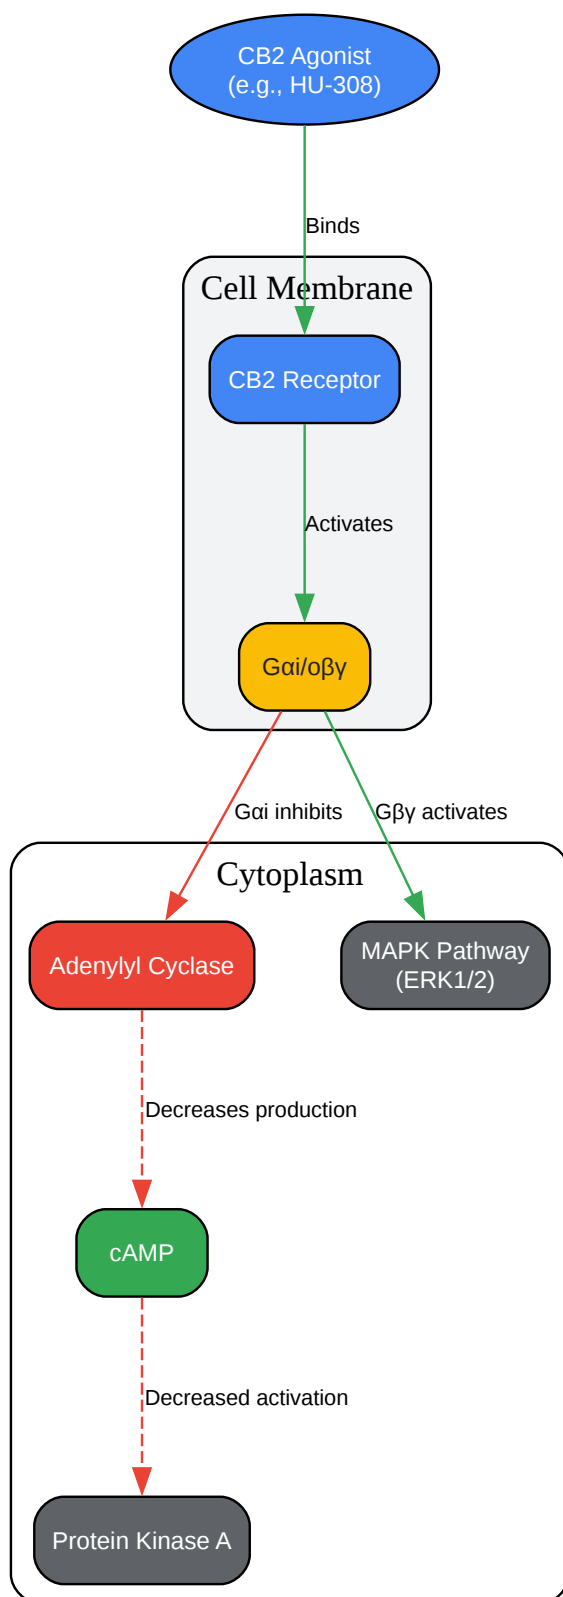 CB2 Agonist
(e.g., HU-308)
Binds
Cell Membrane
CB2 Receptor
Activates
Gαi/oβγ
Gαi inhibits
Gβγ activates
Cytoplasm
Adenylyl Cyclase
MAPK Pathway
(ERK1/2)
Decreases production
cAMP
Decreased activation
Protein Kinase A